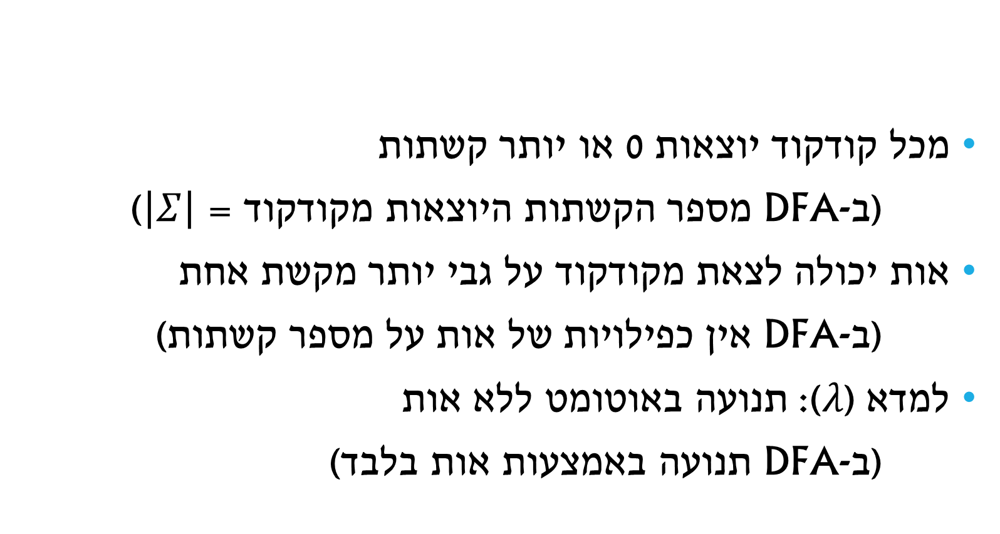 • מכל קודקוד יוצאות 0 או יותר קשתות
(ב-DFA מספר הקשתות היוצאות מקודקוד = |Σ|)
• אות יכולה לצאת מקודקוד על גבי יותר מקשת אחת
(ב-DFA אין כפילויות של אות על מספר קשתות)
• למדא (λ): תנועה באוטומט ללא אות
(ב-DFA תנועה באמצעות אות בלבד)